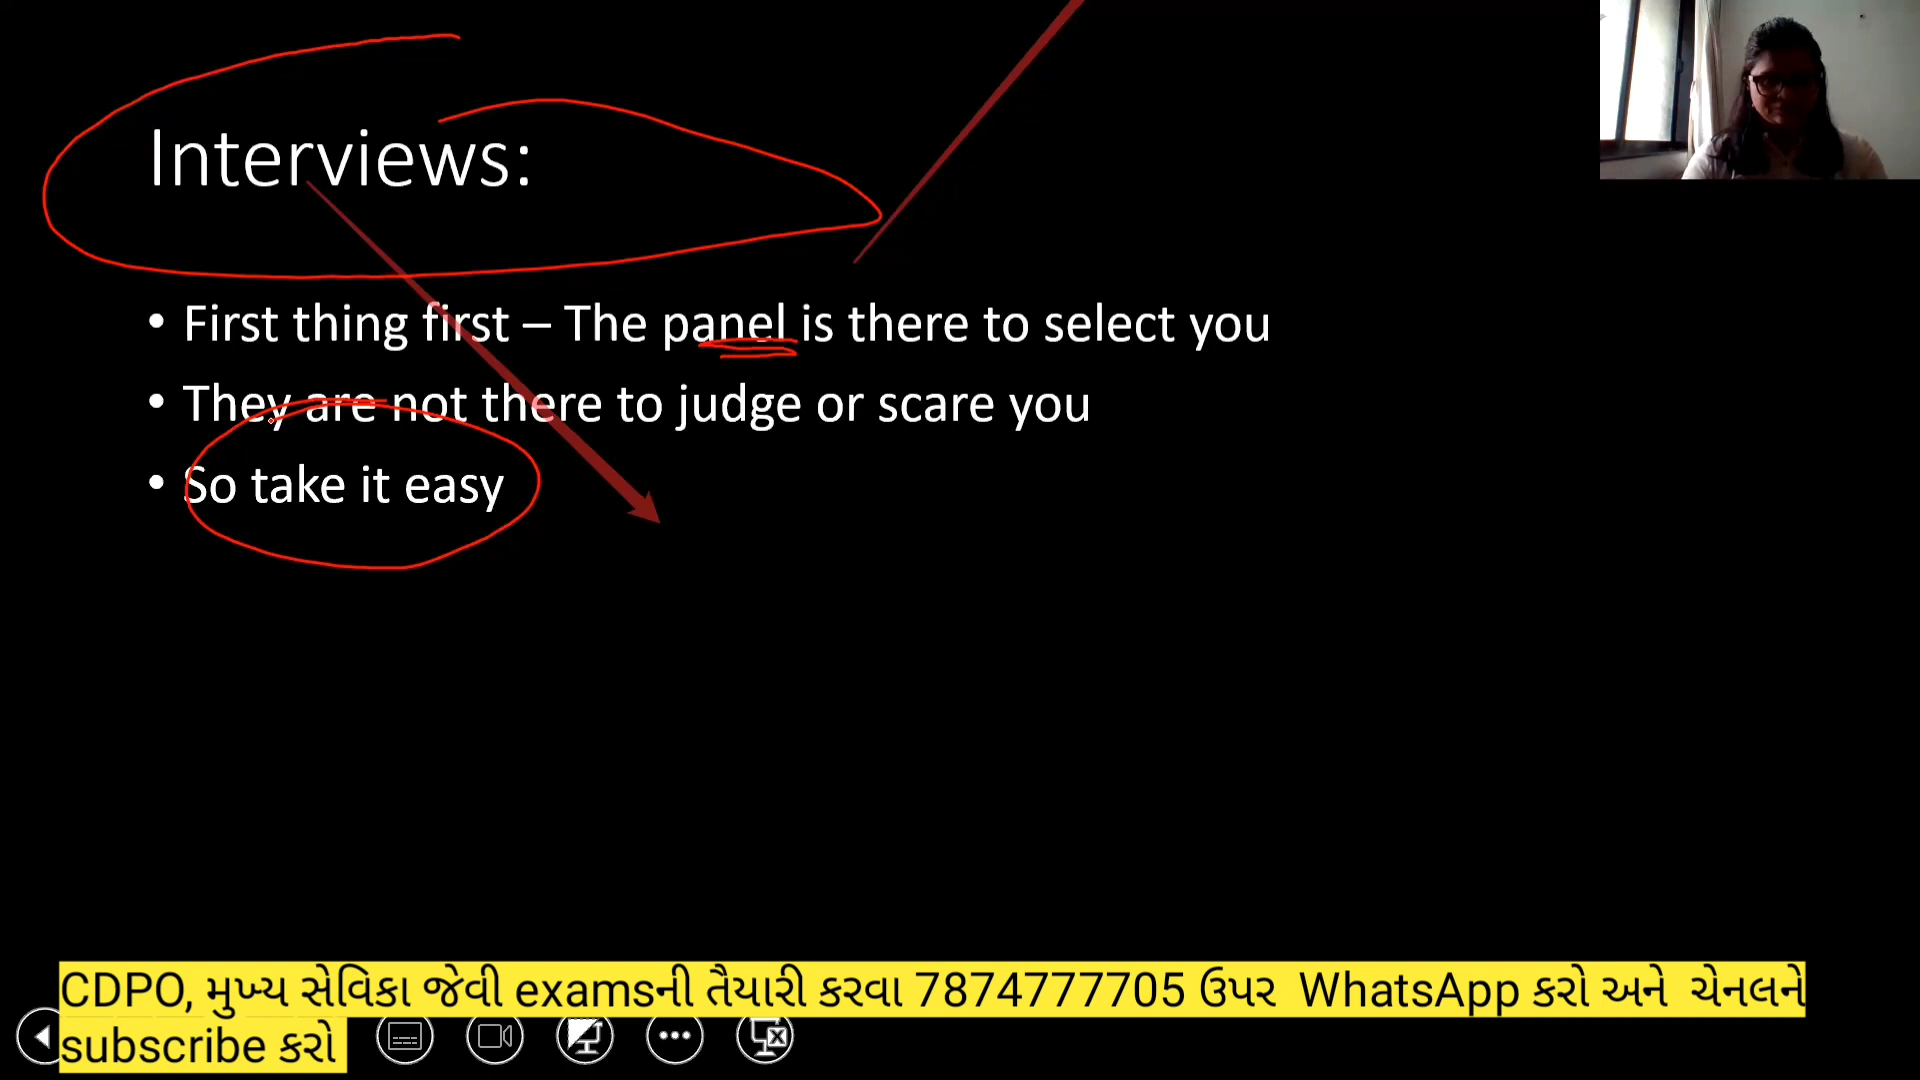 Interviews:
• First thing first – The panel is there to select you
• They are not there to judge or scare you
• So take it easy
CDPO, મુખ્ય સેવિકા જેવી examsની તૈયારી કરવા 7874777705 ઉપર WhatsApp કરો અને ચેનલને
subscribe કરો